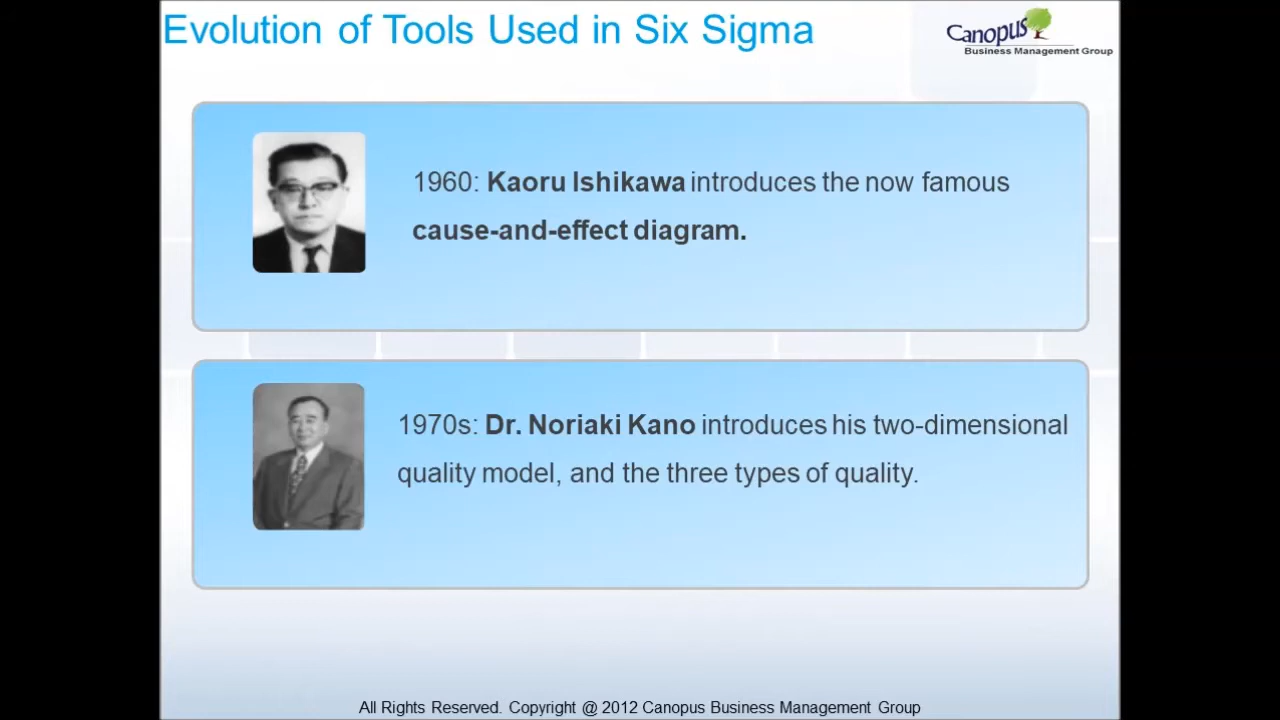 Evolution of Tools Used in Six Sigma
Canopus
Business Management Group
1960: Kaoru Ishikawa introduces the now famous
cause-and-effect diagram.
1970s: Dr. Noriaki Kano introduces his two-dimensional
quality model, and the three types of quality.
All Rights Reserved. Copyright @ 2012 Canopus Business Management Group